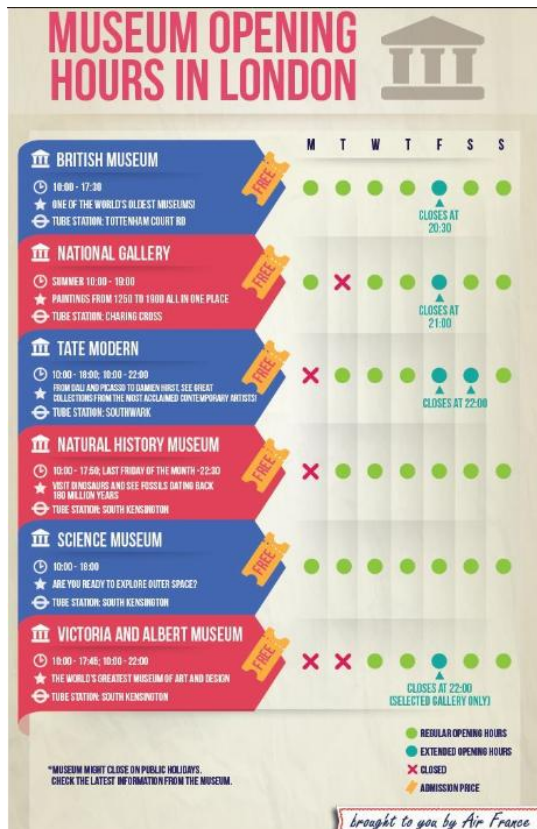 MUSEUM OPENING
HOURS IN LONDON
M T W T F S S
BRITISH MUSEUM
10:00 - 17:30
ONE OF THE WORLD'S OLDEST MUSEUMS!
TUBE STATION: TOTTENHAM COURT RD
FREE
CLOSES AT
20:30
NATIONAL GALLERY
SUMMER 10:00 - 19:00
PAINTINGS FROM 1250 TO 1900 ALL IN ONE PLACE
TUBE STATION: CHARING CROSS
FREE
CLOSES AT
21:00
TATE MODERN
10:00 - 18:00; 10:00 - 22:00
FROM DALI AND PICASSO TO DAMIEN HIRST, SEE GREAT
COLLECTIONS FROM THE MOST ACCLAIMED CONTEMPORARY ARTISTS!
TUBE STATION: SOUTHWARK
FREE
CLOSES AT 22:00
NATURAL HISTORY MUSEUM
10:00 - 17:50; LAST FRIDAY OF THE MONTH -22:30
VISIT DINOSAURS AND SEE FOSSILS DATING BACK
180 MILLION YEARS
TUBE STATION: SOUTH KENSINGTON
FREE
SCIENCE MUSEUM
10:00 - 18:00
ARE YOU READY TO EXPLORE OUTER SPACE?
TUBE STATION: SOUTH KENSINGTON
FREE
VICTORIA AND ALBERT MUSEUM
10:00 - 17:45; 10:00 - 22:00
THE WORLD'S GREATEST MUSEUM OF ART AND DESIGN
TUBE STATION: SOUTH KENSINGTON
FREE
CLOSES AT 22:00
(SELECTED GALLERY ONLY)
REGULAR OPENING HOURS
EXTENDED OPENING HOURS
CLOSED
ADMISSION PRICE
*MUSEUM MIGHT CLOSE ON PUBLIC HOLIDAYS.
CHECK THE LATEST INFORMATION FROM THE MUSEUM.
brought to you by Air France